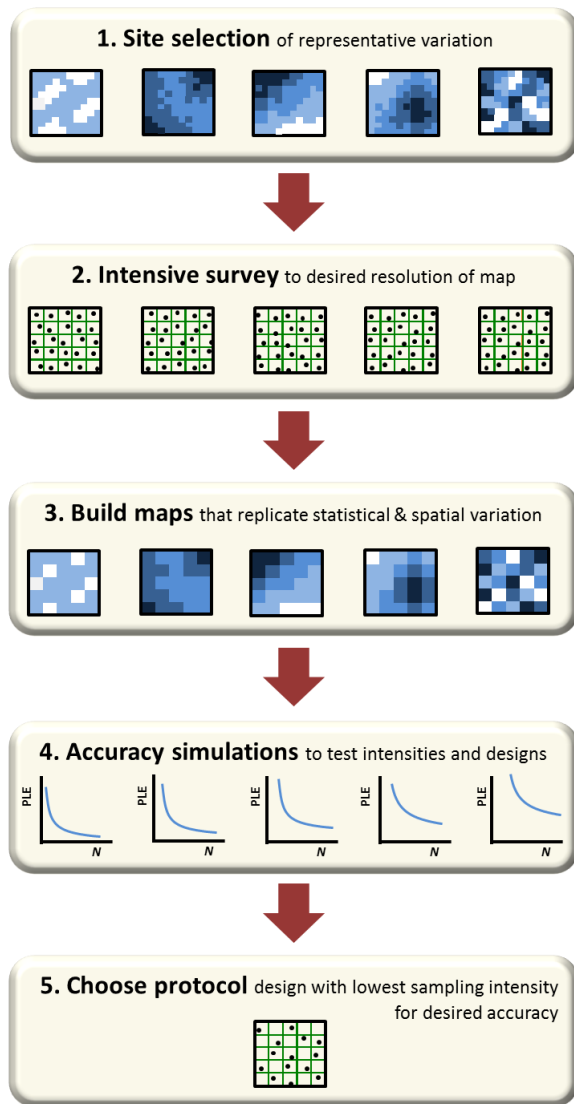 1. Site selection of representative variation
2. Intensive survey to desired resolution of map
3. Build maps that replicate statistical & spatial variation
4. Accuracy simulations to test intensities and designs
PLE PLE PLE PLE PLE
N N N N N
5. Choose protocol design with lowest sampling intensity
for desired accuracy